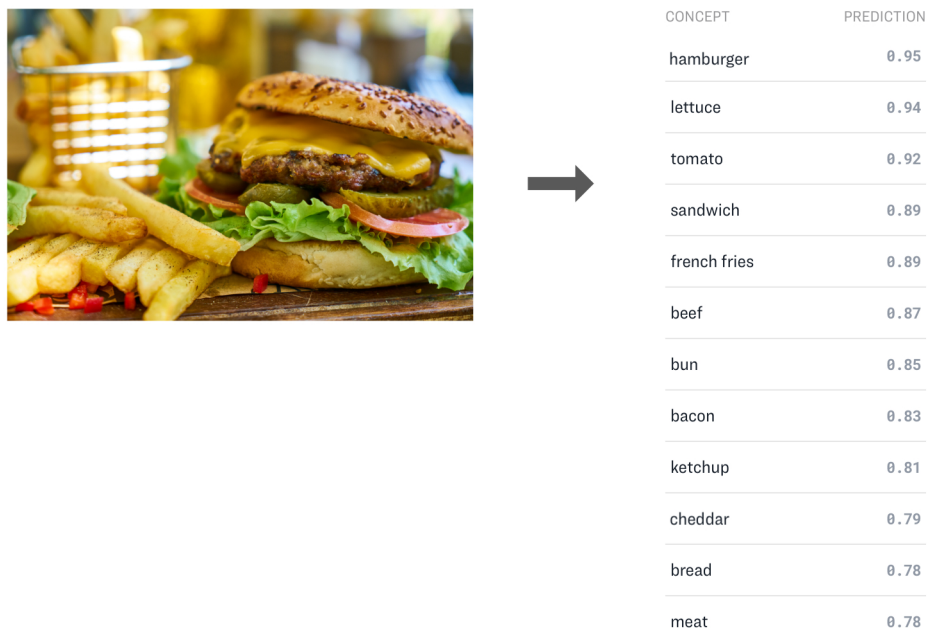 CONCEPT PREDICTION
hamburger 0.95
lettuce 0.94
tomato 0.92
sandwich 0.89
french fries 0.89
beef 0.87
bun 0.85
bacon 0.83
ketchup 0.81
cheddar 0.79
bread 0.78
meat 0.78